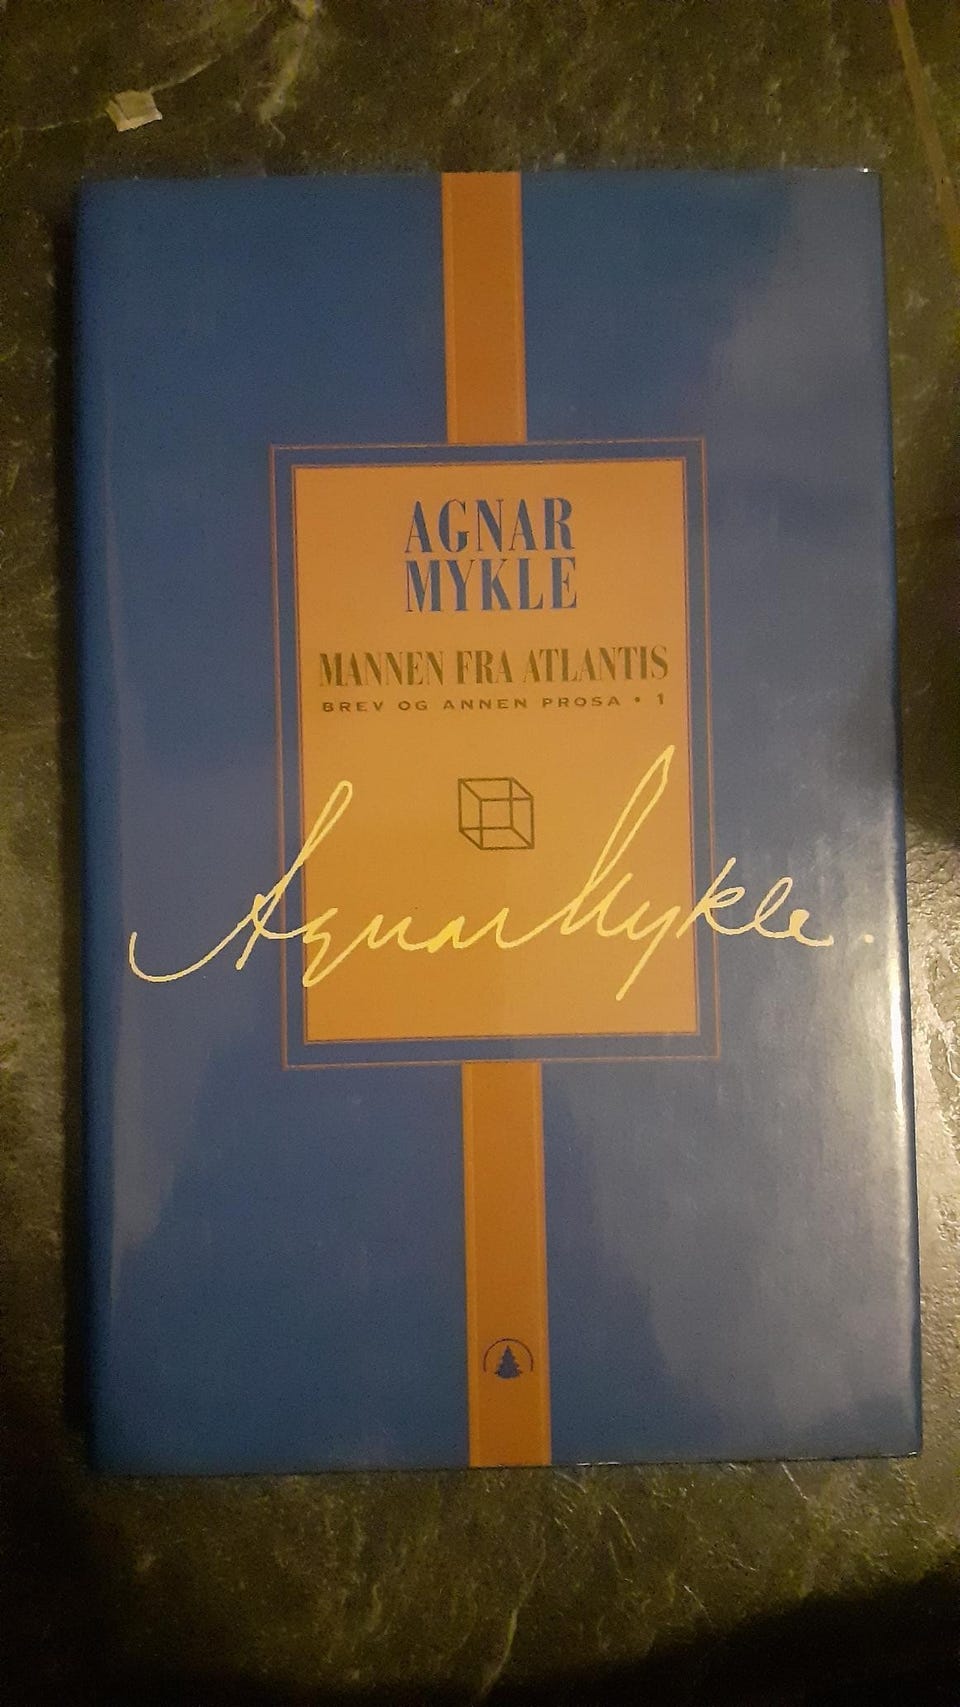 AGNAR
MYKLE
MANNEN FRA ATLANTIS
BREV OG ANNEN PROSA • 1
Agnar Mykle.